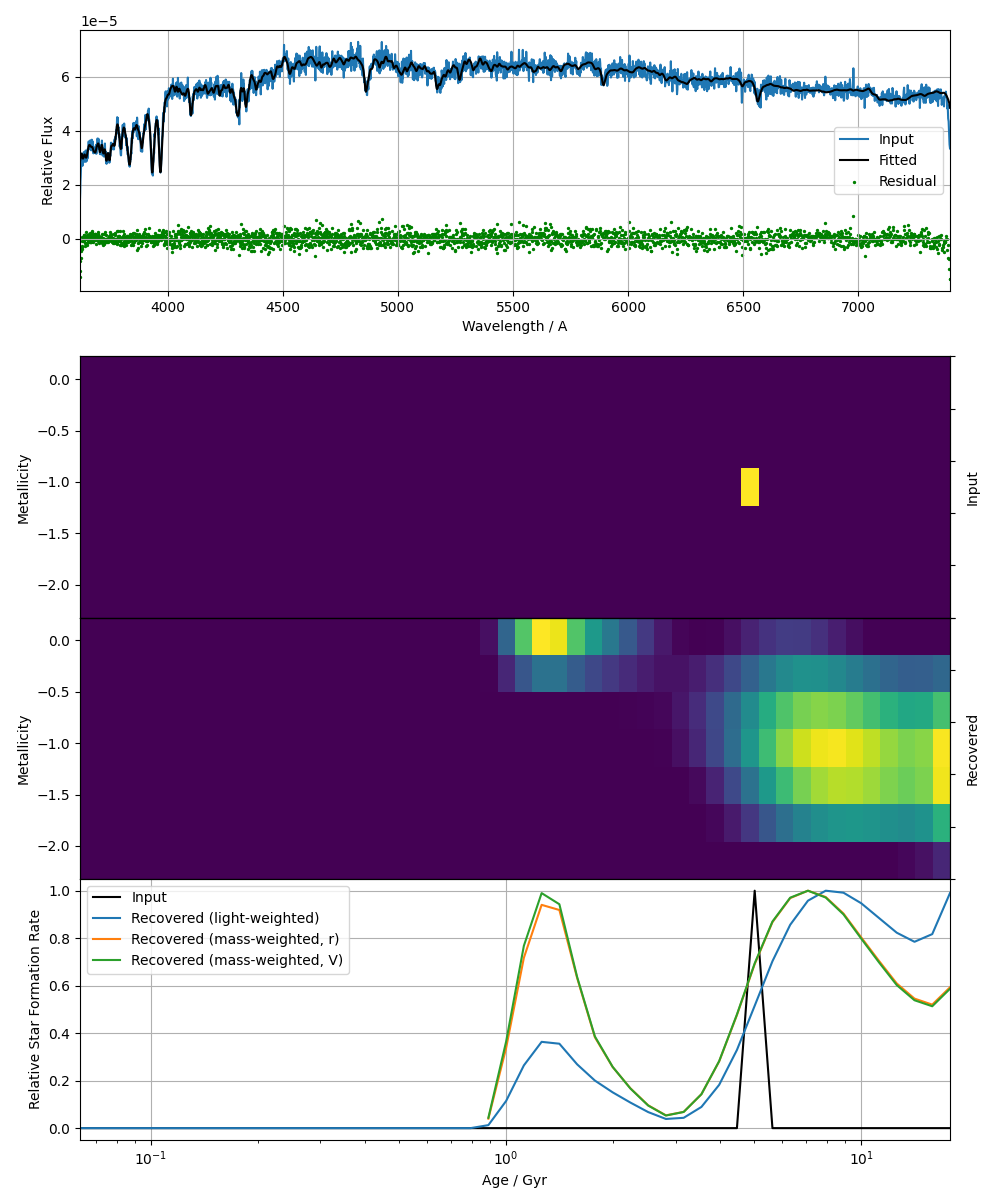 1e−5
6
4
2
0
Relative Flux
Input
Fitted
Residual
4000 4500 5000 5500 6000 6500 7000
Wavelength / A
0.0
−0.5
−1.0
−1.5
−2.0
Metallicity
Input
0.0
−0.5
−1.0
−1.5
−2.0
Metallicity
Recovered
1.0
0.8
0.6
0.4
0.2
0.0
Relative Star Formation Rate
Input
Recovered (light-weighted)
Recovered (mass-weighted, r)
Recovered (mass-weighted, V)
10⁻¹ 10⁰ 10¹
Age / Gyr